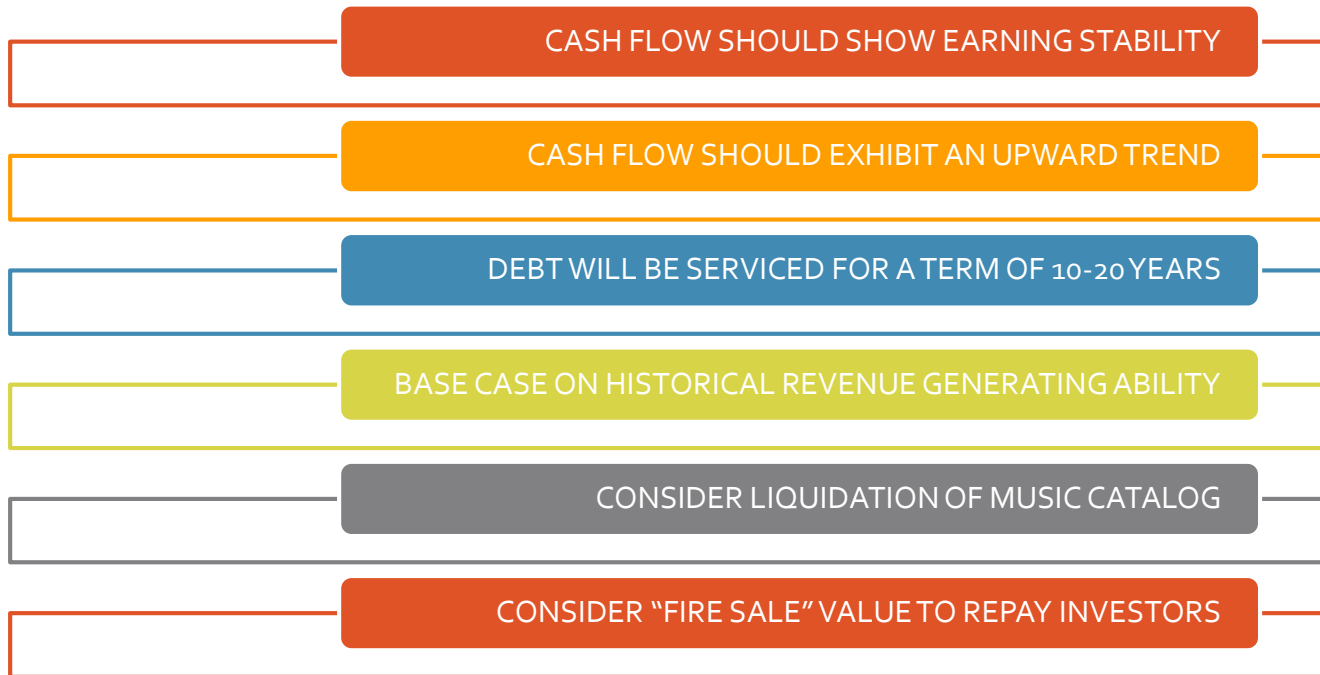 CASH FLOW SHOULD SHOW EARNING STABILITY
CASH FLOW SHOULD EXHIBIT AN UPWARD TREND
DEBT WILL BE SERVICED FOR A TERM OF 10-20 YEARS
BASE CASE ON HISTORICAL REVENUE GENERATING ABILITY
CONSIDER LIQUIDATION OF MUSIC CATALOG
CONSIDER “FIRE SALE” VALUE TO REPAY INVESTORS